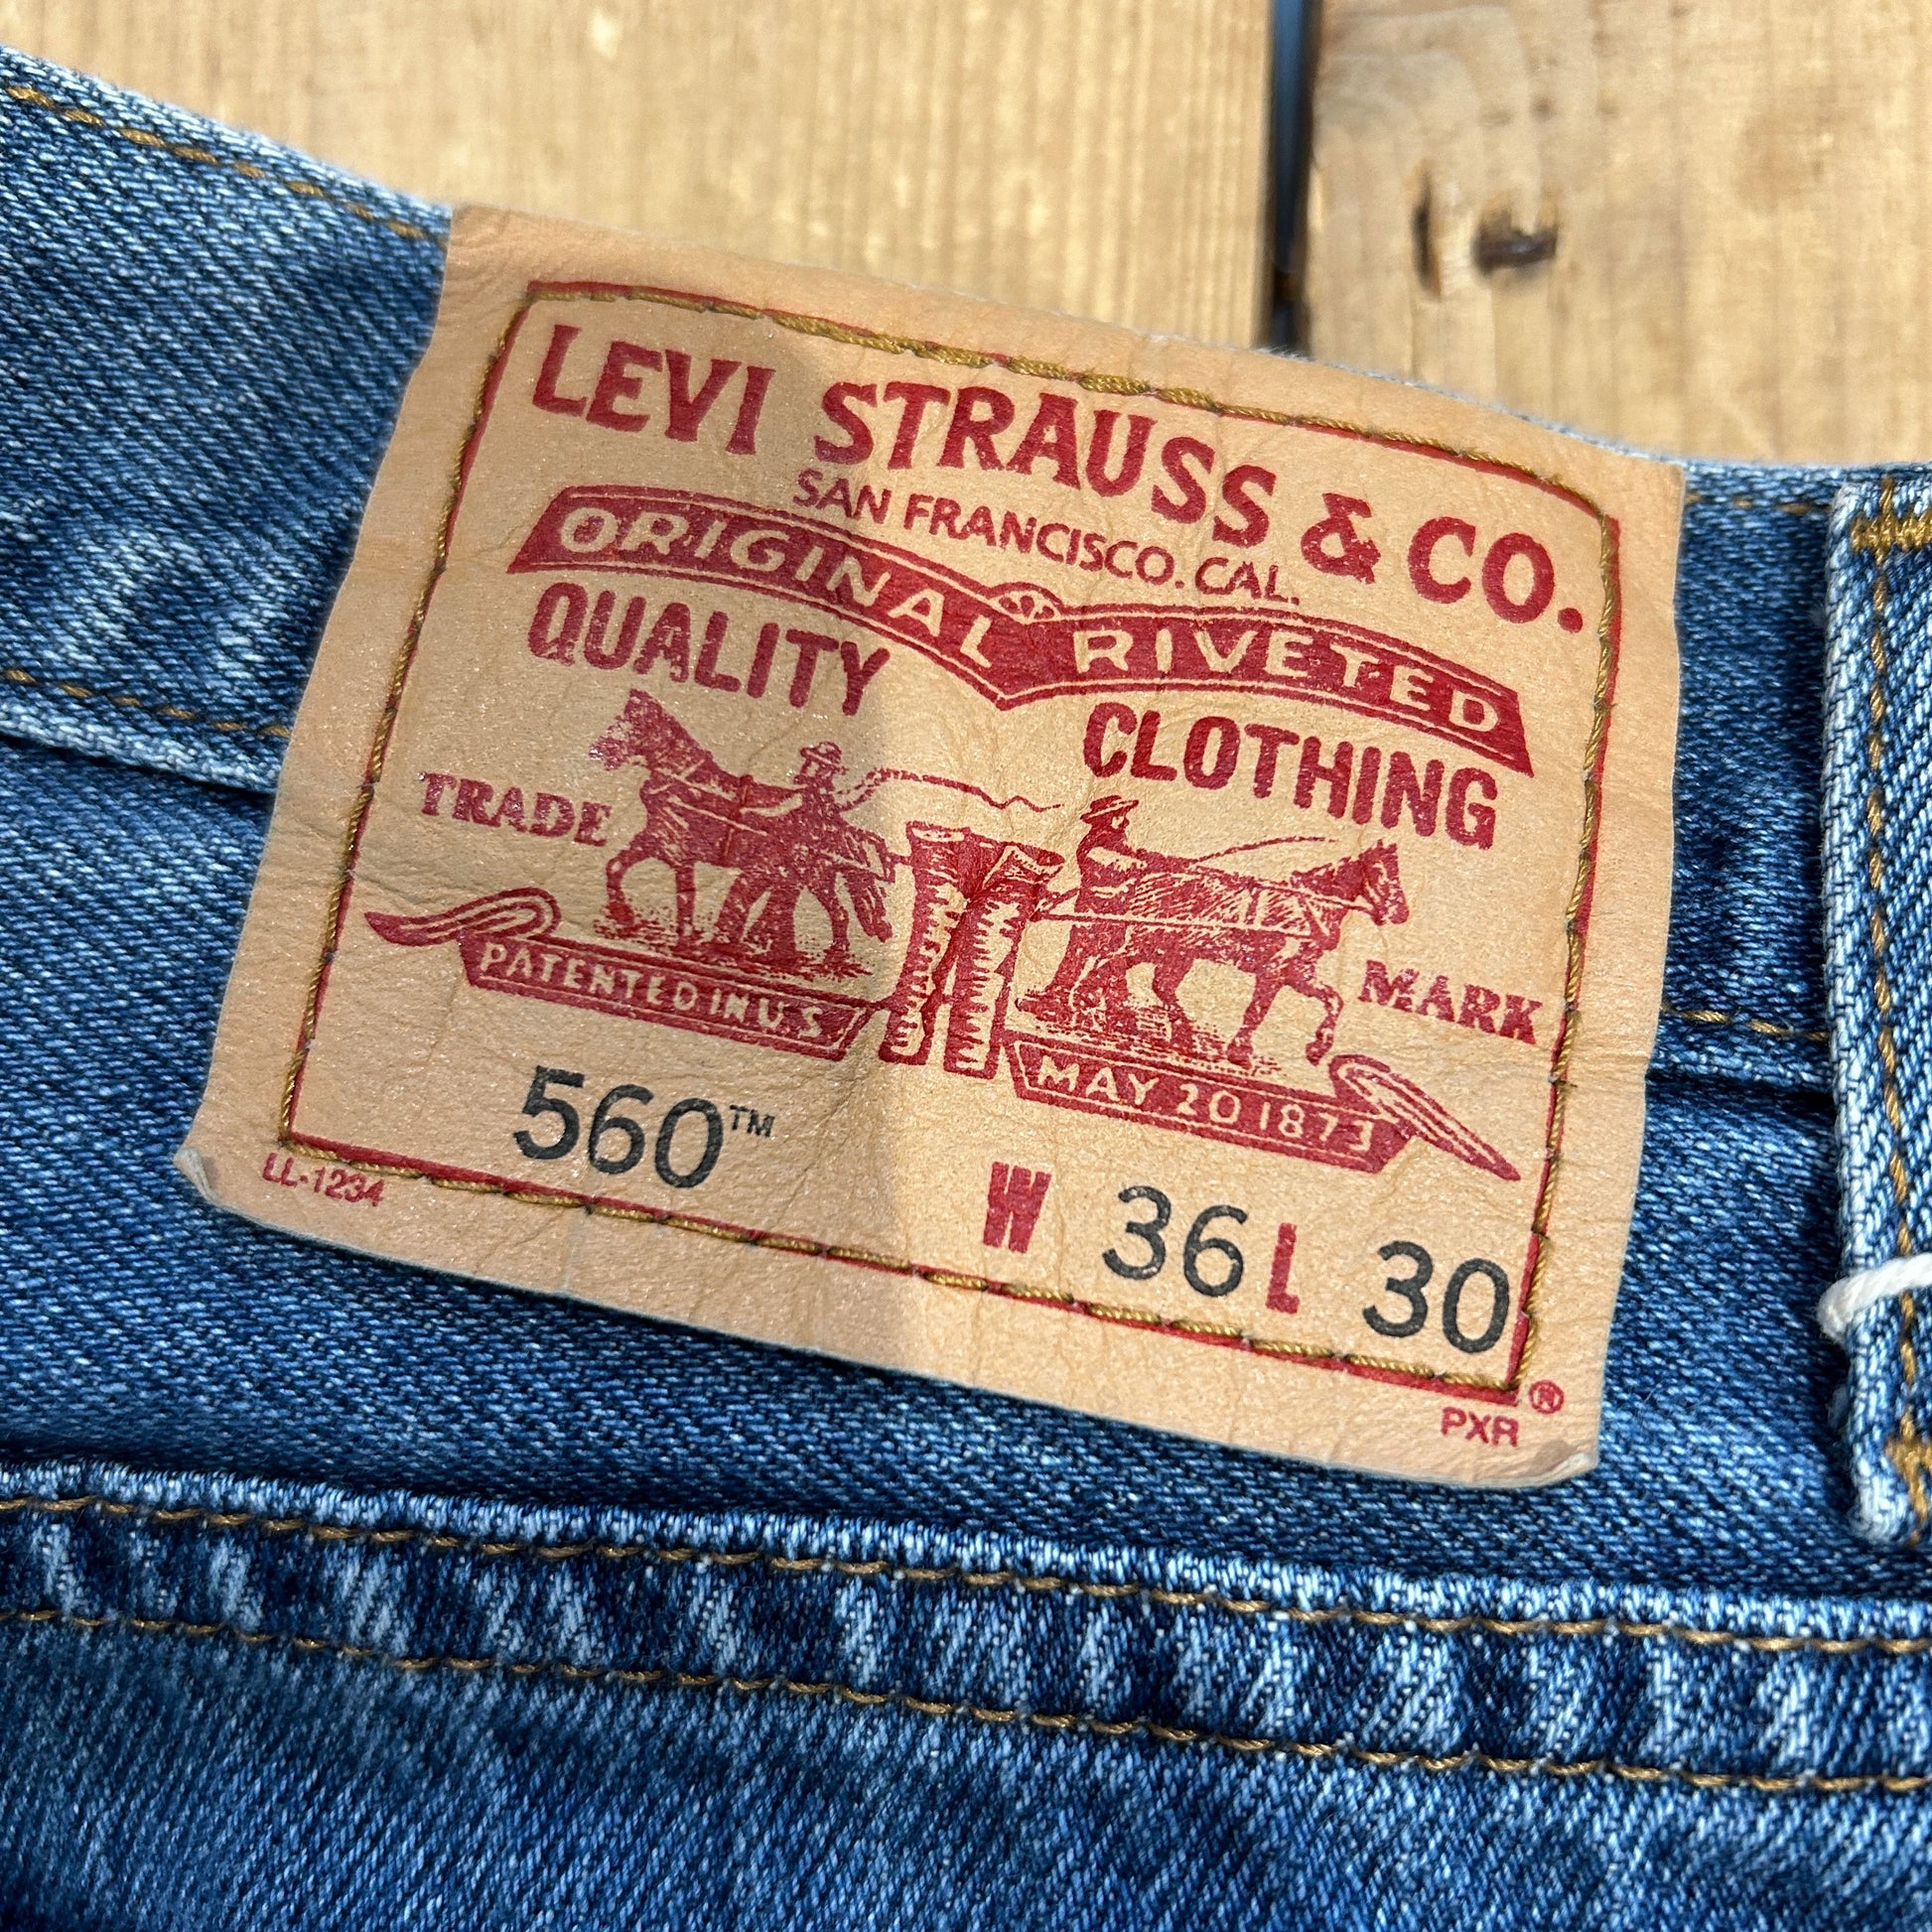 LEVI STRAUSS & CO.
SAN FRANCISCO. CAL.
ORIGINAL RIVETED
QUALITY CLOTHING
TRADE MARK
PATENTED IN U.S
MAY 20 1873
560™
W 36 L 30
LL-1234
PXR ®